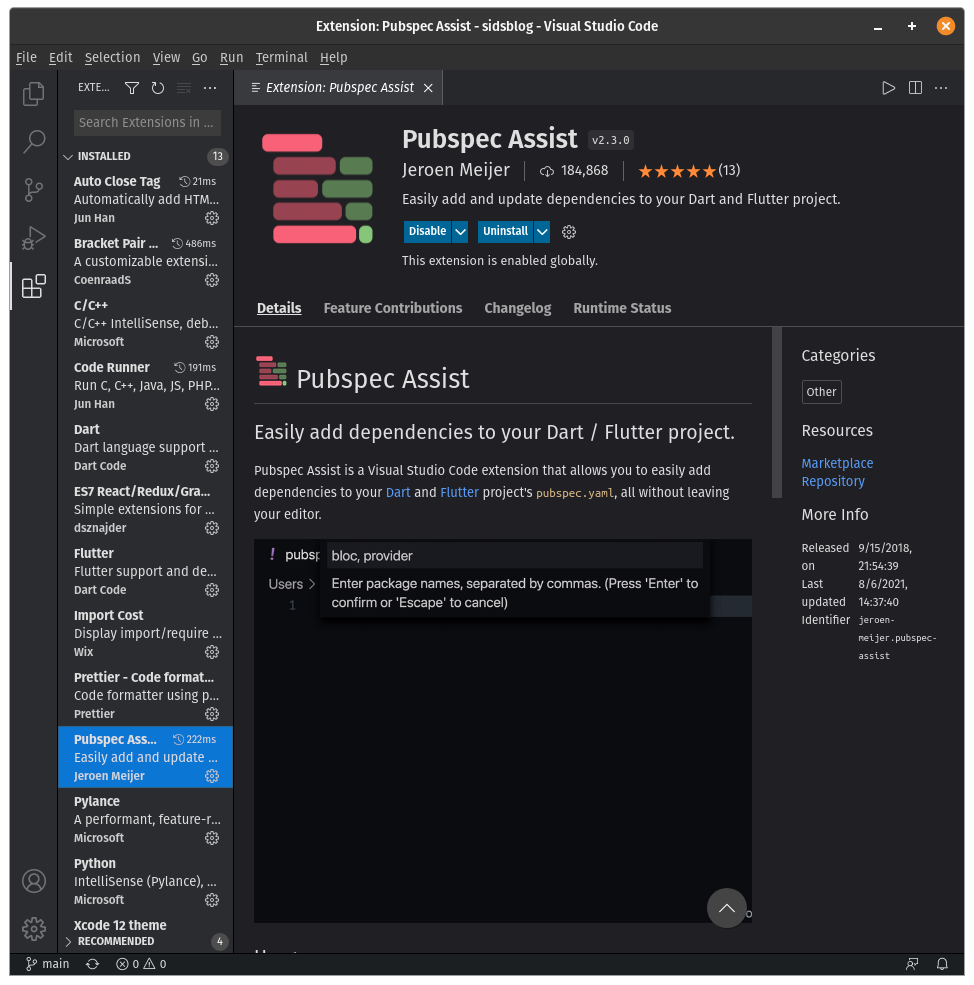 Extension: Pubspec Assist - sidsblog - Visual Studio Code
File Edit Selection View Go Run Terminal Help
EXTE...
Search Extensions in ...
INSTALLED 13
Auto Close Tag 21ms
Automatically add HTM...
Jun Han
Bracket Pair ... 486ms
A customizable extensi...
CoenraadS
C/C++
C/C++ IntelliSense, deb...
Microsoft
Code Runner 191ms
Run C, C++, Java, JS, PHP...
Jun Han
Dart
Dart language support ...
Dart Code
ES7 React/Redux/Gra...
Simple extensions for ...
dsznajder
Flutter
Flutter support and de...
Dart Code
Import Cost
Display import/require ...
Wix
Prettier - Code format...
Code formatter using p...
Prettier
Pubspec Ass... 222ms
Easily add and update ...
Jeroen Meijer
Pylance
A performant, feature-r...
Microsoft
Python
IntelliSense (Pylance), ...
Microsoft
Xcode 12 theme
RECOMMENDED 4
Extension: Pubspec Assist
Pubspec Assist v2.3.0
Jeroen Meijer 184,868 (13)
Easily add and update dependencies to your Dart and Flutter project.
Disable Uninstall
This extension is enabled globally.
Details Feature Contributions Changelog Runtime Status
Pubspec Assist
Easily add dependencies to your Dart / Flutter project.
Pubspec Assist is a Visual Studio Code extension that allows you to easily add
dependencies to your Dart and Flutter project's pubspec.yaml, all without leaving
your editor.
! pubsp
bloc, provider
Users >
Enter package names, separated by commas. (Press 'Enter' to
confirm or 'Escape' to cancel)
1
Categories
Other
Resources
Marketplace
Repository
More Info
Released on 9/15/2018, 21:54:39
Last updated 8/6/2021, 14:37:40
Identifier jeroen-meijer.pubspec-assist
main 0 0